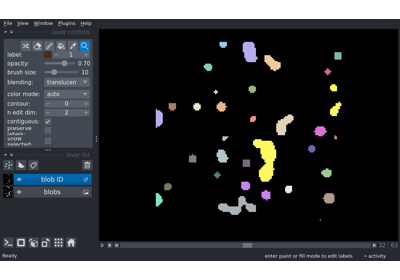 File View Window Plugins Help
layer controls
label: 1
opacity: 0.70
brush size: 10
blending: translucen
color mode: auto
contour: 0
n edit dim: 2
contiguous:
preserve labels:
show selected:
layer list
blob ID
blobs
0 32 63
Ready enter paint or fill mode to edit labels activity